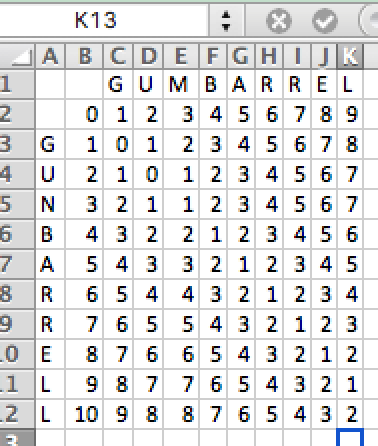 K13
A B C D E F G H I J K
1 G U M B A R R E L
2 0 1 2 3 4 5 6 7 8 9
3 G 1 0 1 2 3 4 5 6 7 8
4 U 2 1 0 1 2 3 4 5 6 7
5 N 3 2 1 1 2 3 4 5 6 7
6 B 4 3 2 2 1 2 3 4 5 6
7 A 5 4 3 3 2 1 2 3 4 5
8 R 6 5 4 4 3 2 1 2 3 4
9 R 7 6 5 5 4 3 2 1 2 3
10 E 8 7 6 6 5 4 3 2 1 2
11 L 9 8 7 7 6 5 4 3 2 1
12 L 10 9 8 8 7 6 5 4 3 2